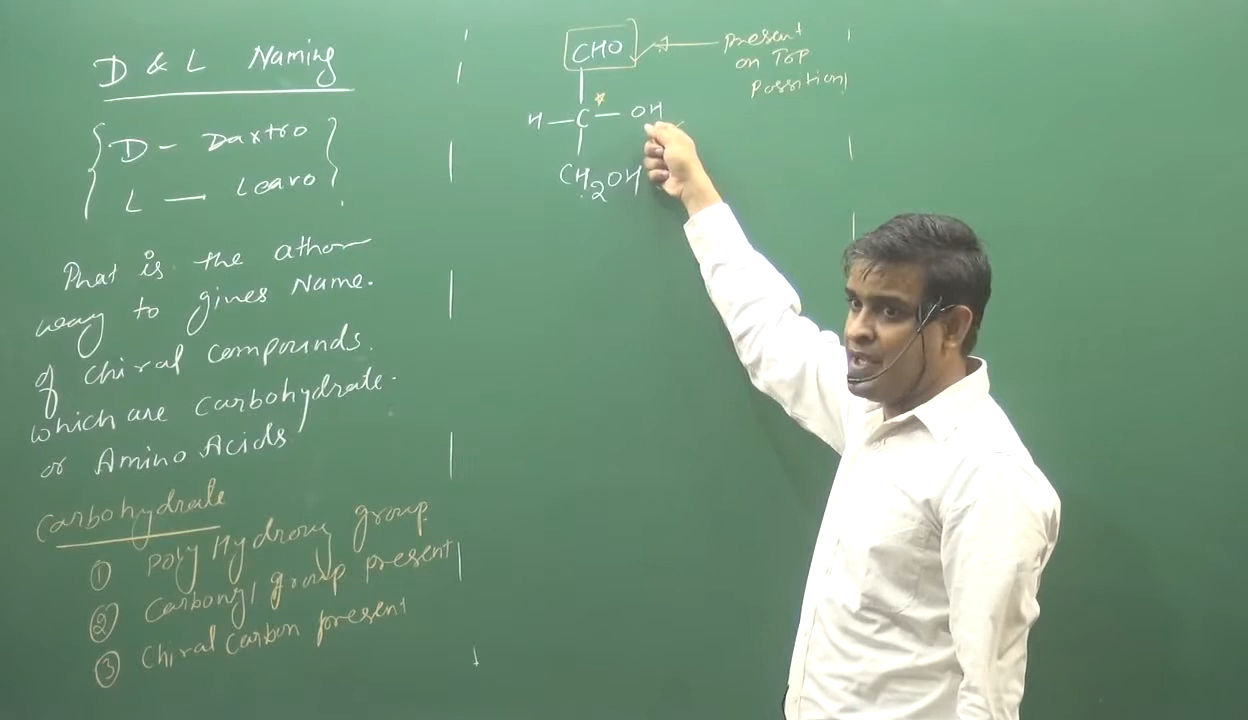 D & L Naming
D - Daxtro
L — Leavo
That is the athor
way to gives Name.
of chiral compounds.
which are Carbohydrate.
or Amino Acids
Carbohydrate
① Poly Hydroxy group
② Carbonyl group present
③ Chiral Carbon present
CHO
H — C — OH
CH2OH
Present
on ToP
Possition